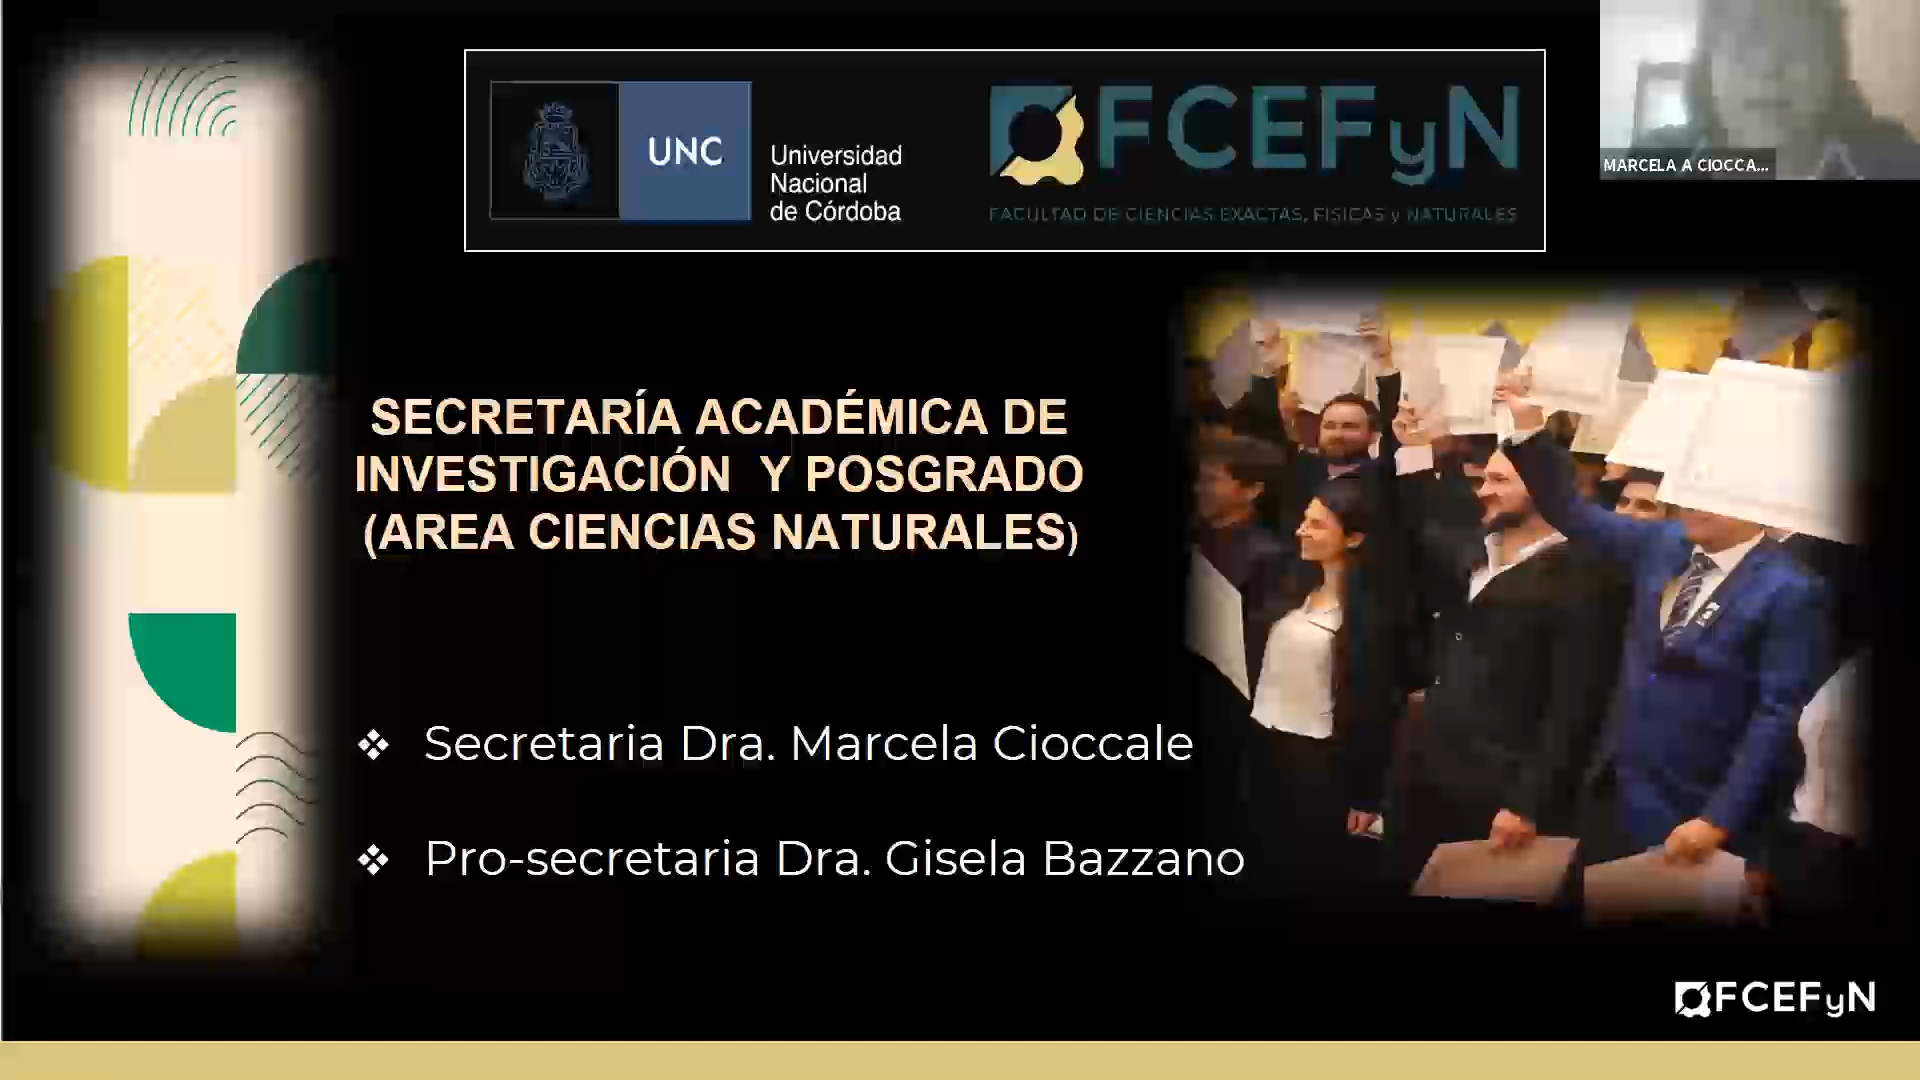 UNC
Universidad
Nacional
de Córdoba
FCEFyN
FACULTAD DE CIENCIAS EXACTAS, FISICAS y NATURALES
MARCELA A CIOCCA...
SECRETARÍA ACADÉMICA DE
INVESTIGACIÓN Y POSGRADO
(AREA CIENCIAS NATURALES)
❖ Secretaria Dra. Marcela Cioccale
❖ Pro-secretaria Dra. Gisela Bazzano
FCEFyN